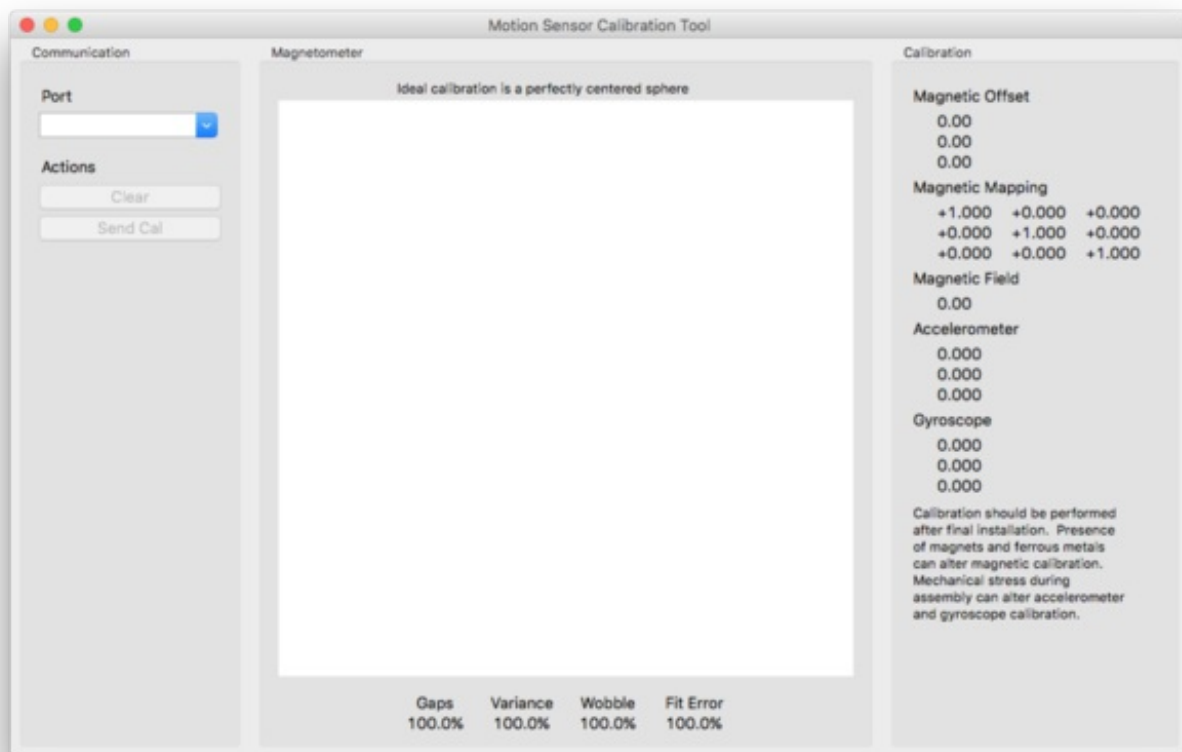 Motion Sensor Calibration Tool
Communication
Port
Actions
Clear
Send Cal
Magnetometer
Ideal calibration is a perfectly centered sphere
Gaps Variance Wobble Fit Error
100.0% 100.0% 100.0% 100.0%
Calibration
Magnetic Offset
0.00
0.00
0.00
Magnetic Mapping
+1.000 +0.000 +0.000
+0.000 +1.000 +0.000
+0.000 +0.000 +1.000
Magnetic Field
0.00
Accelerometer
0.000
0.000
0.000
Gyroscope
0.000
0.000
0.000
Calibration should be performed
after final installation. Presence
of magnets and ferrous metals
can alter magnetic calibration.
Mechanical stress during
assembly can alter accelerometer
and gyroscope calibration.